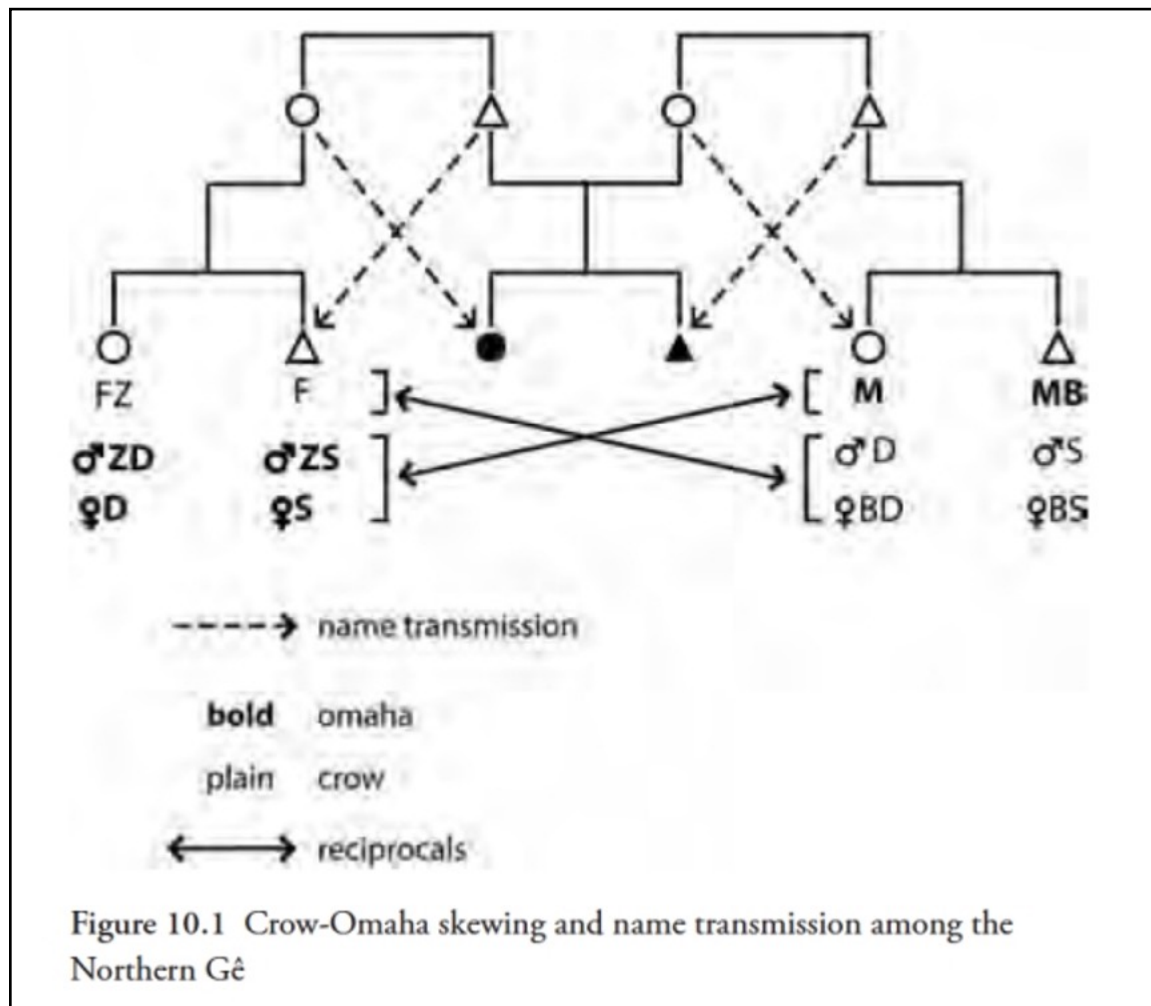 FZ F M MB
♂ZD ♂ZS ♂D ♂S
♀D ♀S ♀BD ♀BS
name transmission
bold omaha
plain crow
reciprocals
Figure 10.1 Crow-Omaha skewing and name transmission among the
Northern Gê